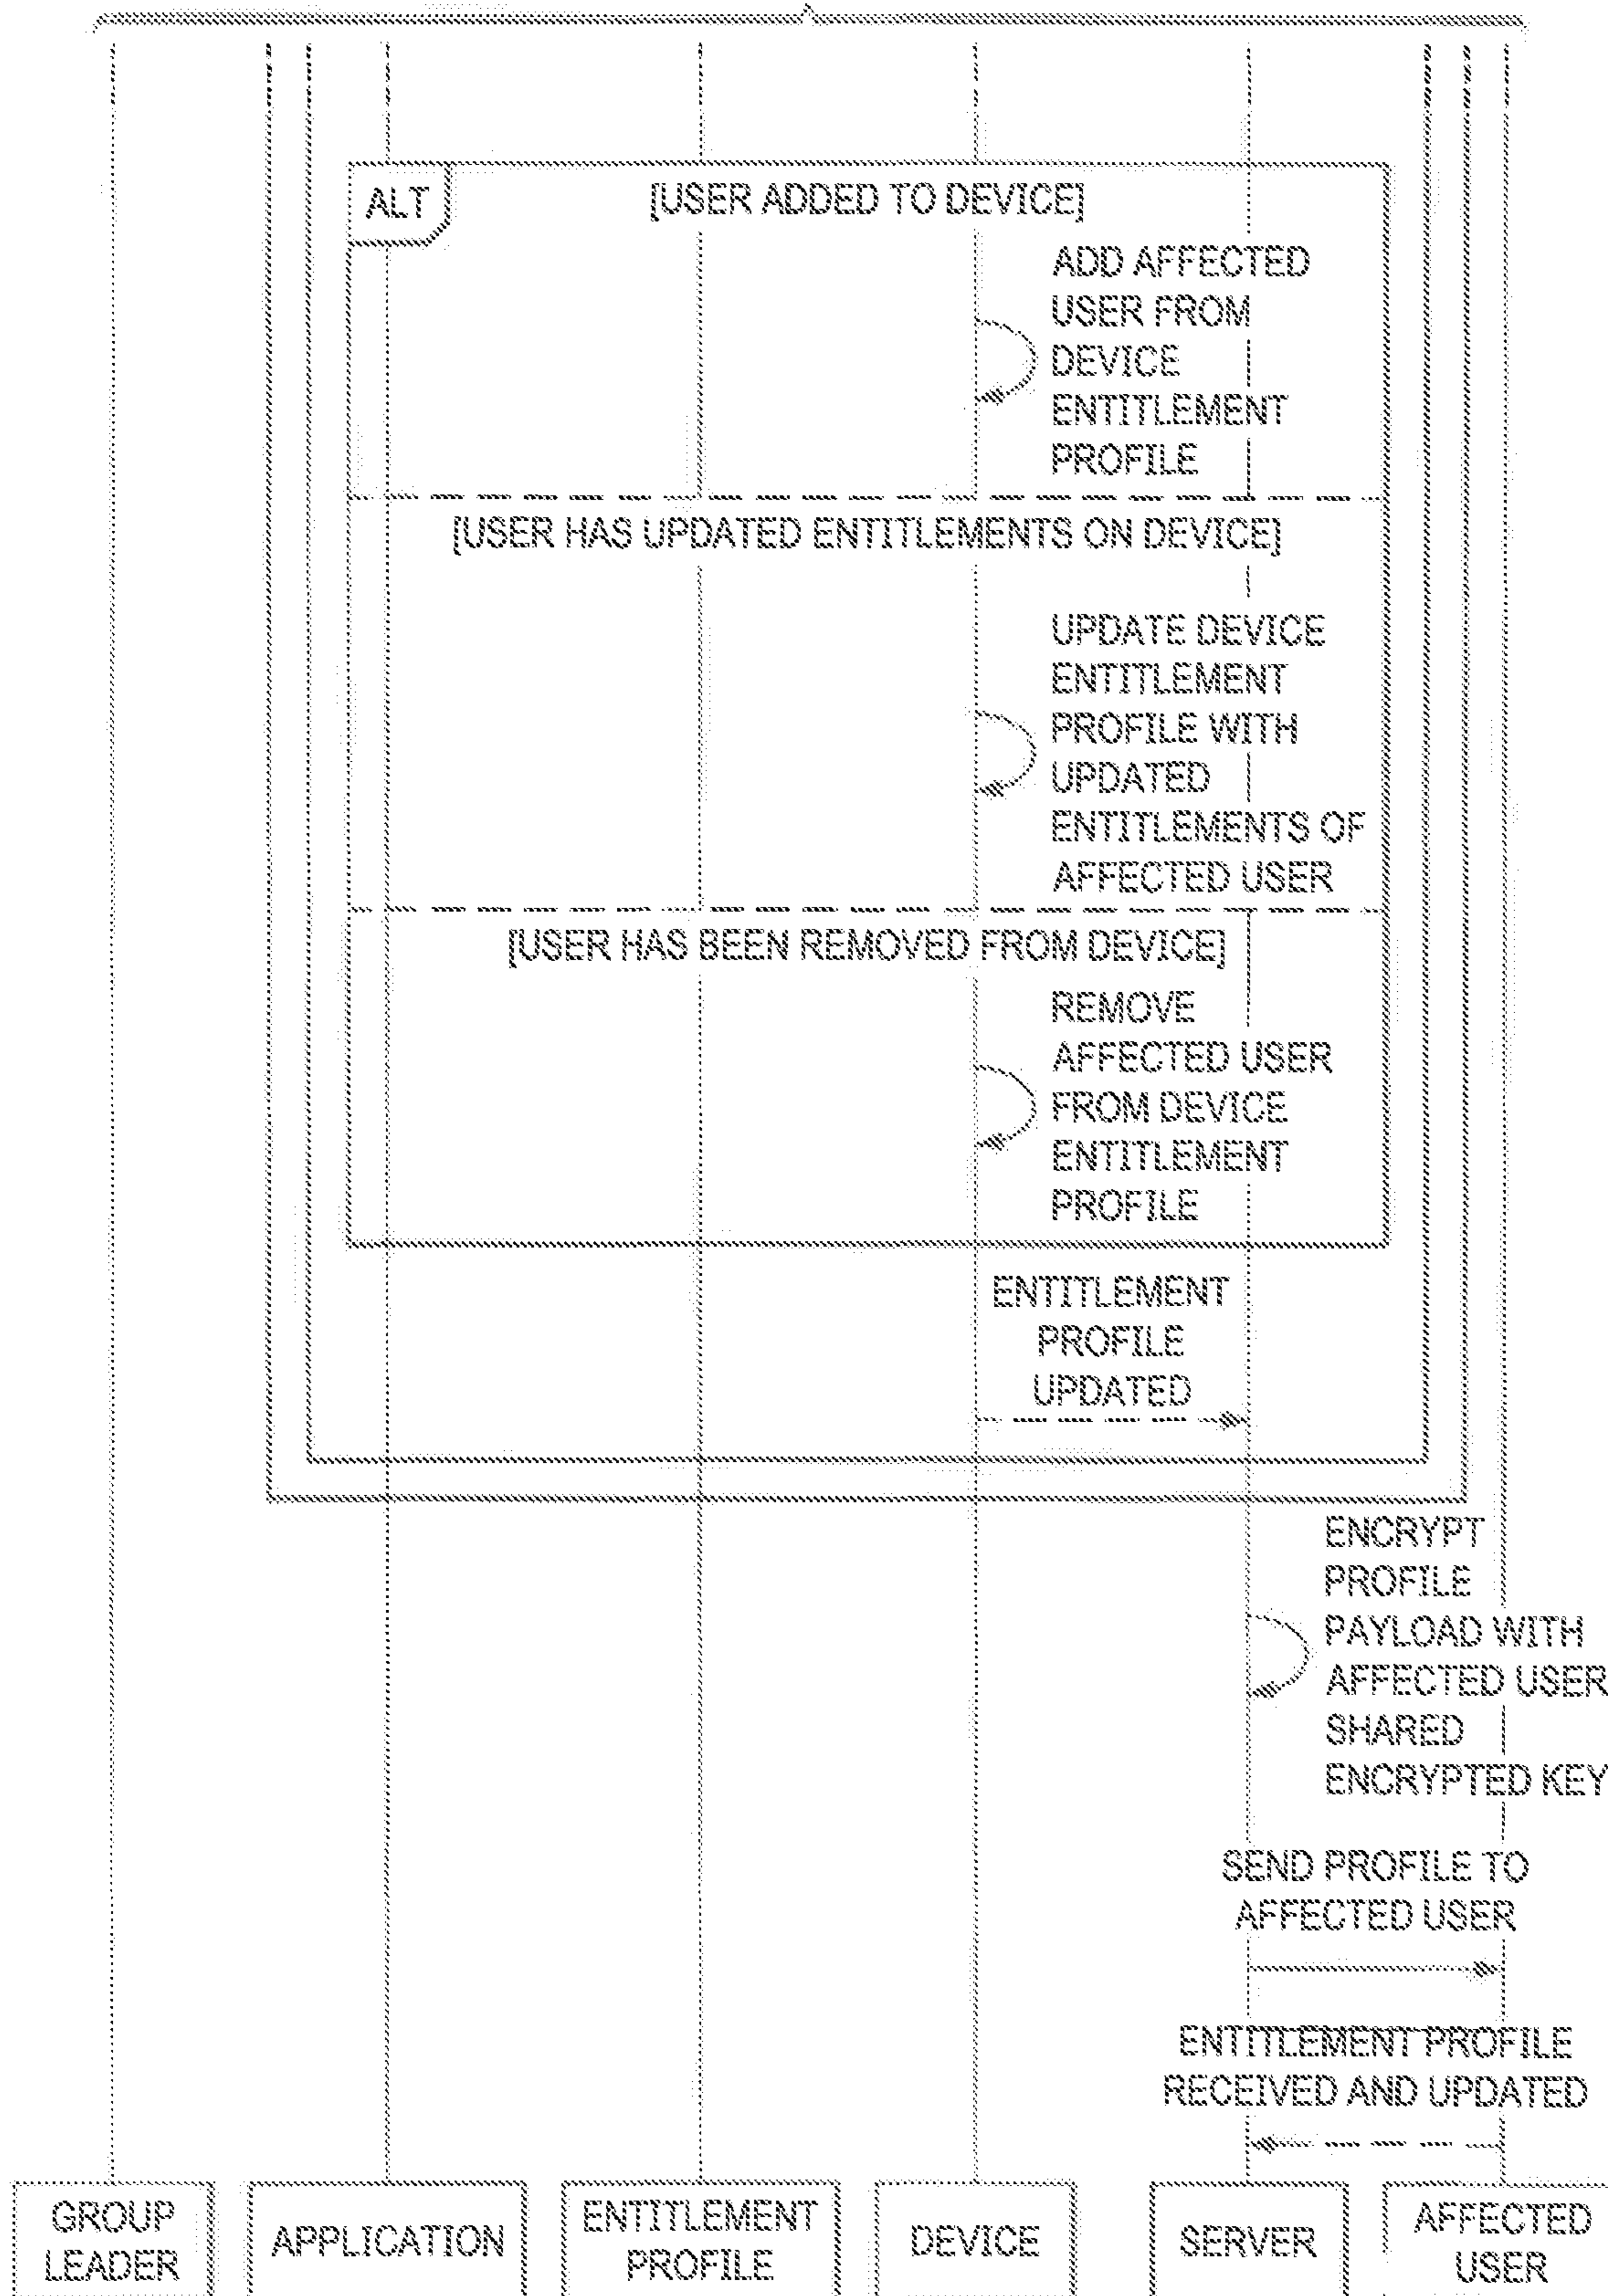 ALT
[USER ADDED TO DEVICE]
ADD AFFECTED
USER FROM
DEVICE
ENTITLEMENT
PROFILE
[USER HAS UPDATED ENTITLEMENTS ON DEVICE]
UPDATE DEVICE
ENTITLEMENT
PROFILE WITH
UPDATED
ENTITLEMENTS OF
AFFECTED USER
[USER HAS BEEN REMOVED FROM DEVICE]
REMOVE
AFFECTED USER
FROM DEVICE
ENTITLEMENT
PROFILE
ENTITLEMENT
PROFILE
UPDATED
ENCRYPT
PROFILE
PAYLOAD WITH
AFFECTED USER
SHARED
ENCRYPTED KEY
SEND PROFILE TO
AFFECTED USER
ENTITLEMENT PROFILE
RECEIVED AND UPDATED
GROUP
LEADER
APPLICATION
ENTITLEMENT
PROFILE
DEVICE
SERVER
AFFECTED
USER